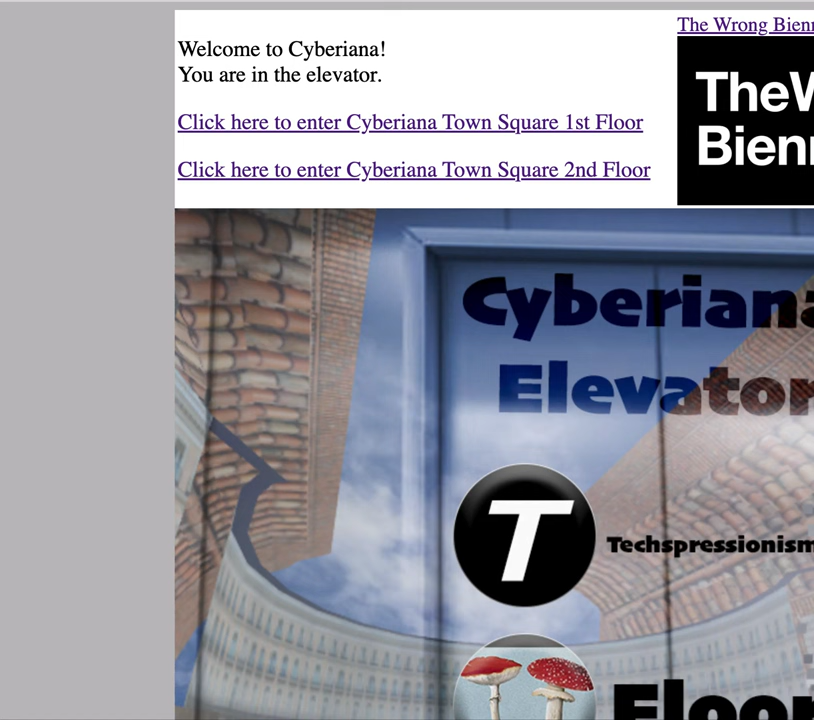 Welcome to Cyberiana!
You are in the elevator.
Click here to enter Cyberiana Town Square 1st Floor
Click here to enter Cyberiana Town Square 2nd Floor
The Wrong Bienn
TheW
Bienn
Cyberiana
Elevator
T
Techspressionism
Floor